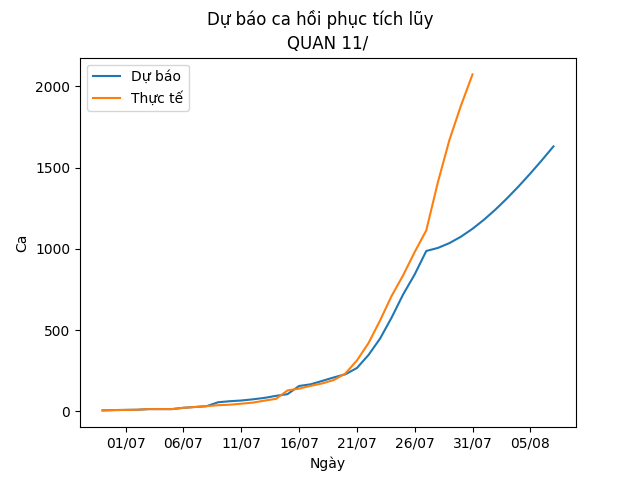 Dự báo ca hồi phục tích lũy
QUAN 11/
Dự báo
Thực tế
2000
1500
1000
500
0
Ca
01/07 06/07 11/07 16/07 21/07 26/07 31/07 05/08
Ngày